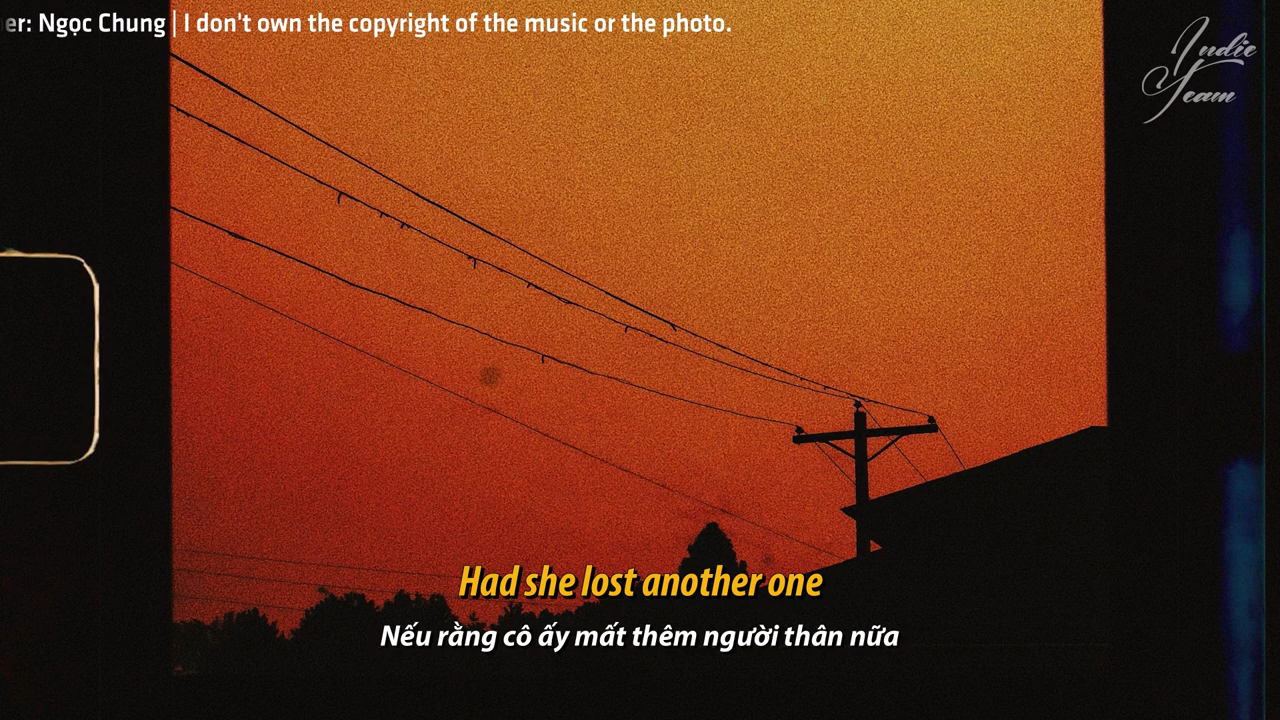 er: Ngọc Chung | I don't own the copyright of the music or the photo.
Indie
Team
Had she lost another one
Nếu rằng cô ấy mất thêm người thân nữa